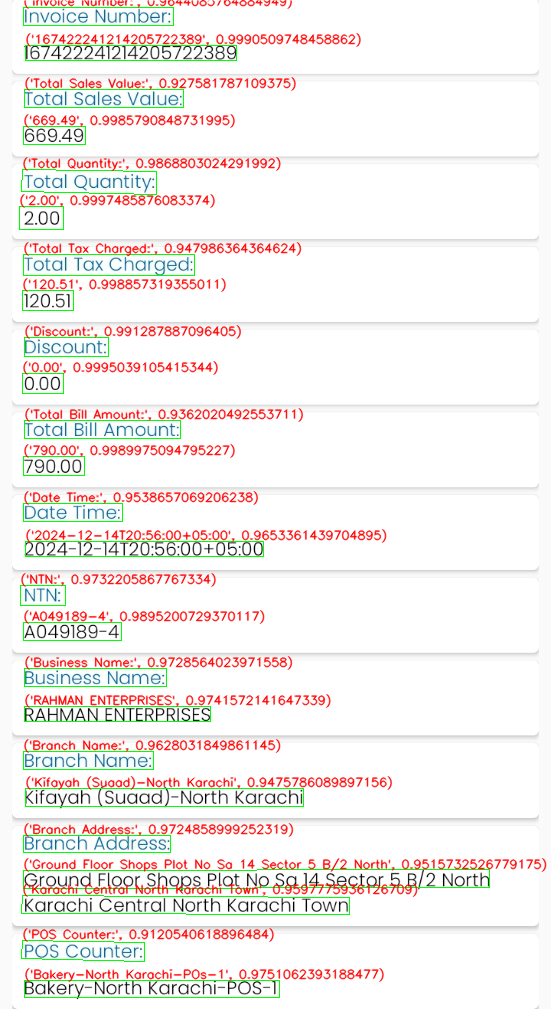 ('Invoice Number:', 0.9644085764884949)
Invoice Number:
('167422241214205722389', 0.9990509748458862)
167422241214205722389
('Total Sales Value:', 0.927581787109375)
Total Sales Value:
('669.49', 0.9985790848731995)
669.49
('Total Quantity:', 0.9868803024291992)
Total Quantity:
('2.00', 0.9997485876083374)
2.00
('Total Tax Charged:', 0.947986364364624)
Total Tax Charged:
('120.51', 0.998857319355011)
120.51
('Discount:', 0.991287887096405)
Discount:
('0.00', 0.9995039105415344)
0.00
('Total Bill Amount:', 0.9362020492553711)
Total Bill Amount:
('790.00', 0.9989975094795227)
790.00
('Date Time:', 0.9538657069206238)
Date Time:
('2024-12-14T20:56:00+05:00', 0.9653361439704895)
2024-12-14T20:56:00+05:00
('NTN:', 0.9732205867767334)
NTN:
('A049189-4', 0.9895200729370117)
A049189-4
('Business Name:', 0.9728564023971558)
Business Name:
('RAHMAN ENTERPRISES', 0.9741572141647339)
RAHMAN ENTERPRISES
('Branch Name:', 0.9628031849861145)
Branch Name:
('Kifayah (Suaad)-North Karachi', 0.9475786089897156)
Kifayah (Suaad)-North Karachi
('Branch Address:', 0.9724858999252319)
Branch Address:
('Ground Floor Shops Plot No Sa 14 Sector 5 B/2 North', 0.9515732526779175)
Ground Floor Shops Plot No Sa 14 Sector 5 B/2 North
('Karachi Central North Karachi Town', 0.9597775936126709)
Karachi Central North Karachi Town
('POS Counter:', 0.9120540618896484)
POS Counter:
('Bakery-North Karachi-POs-1', 0.9751062393188477)
Bakery-North Karachi-POS-1